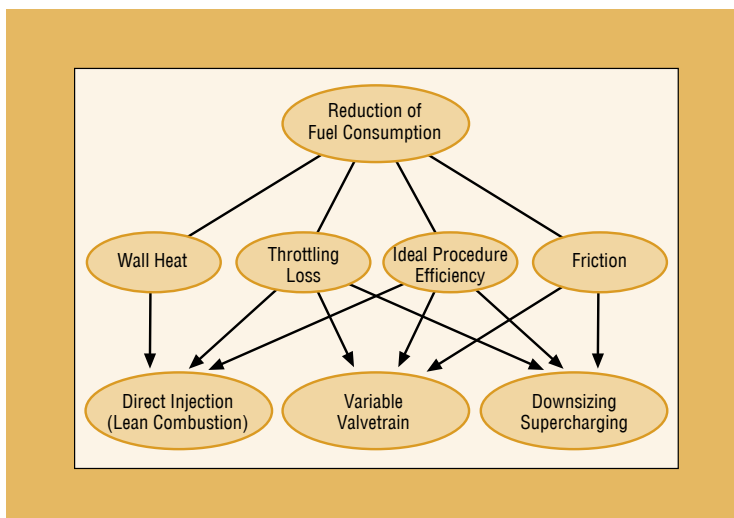 Reduction of
Fuel Consumption
Wall Heat
Throttling
Loss
Ideal Procedure
Efficiency
Friction
Direct Injection
(Lean Combustion)
Variable
Valvetrain
Downsizing
Supercharging